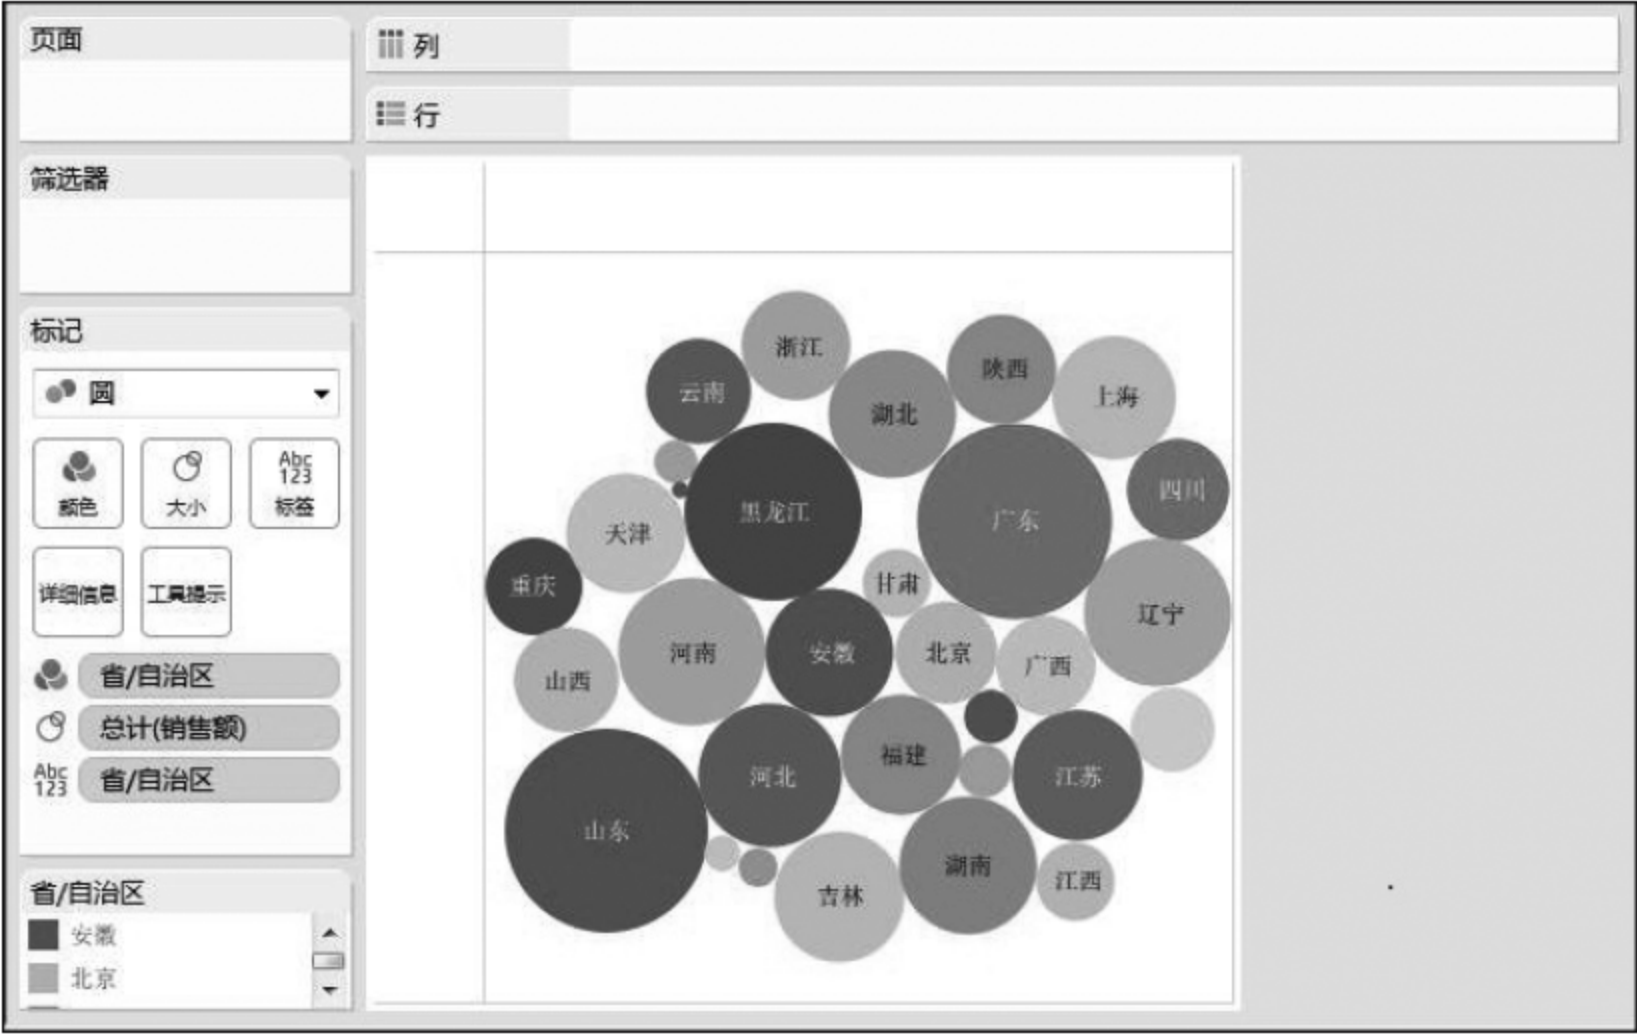 页面
列
行
筛选器
标记
圆
颜色
大小
Abc
123
标签
详细信息
工具提示
省/自治区
总计(销售额)
Abc
123
省/自治区
省/自治区
安徽
北京
浙江
云南
湖北
陕西
上海
四川
黑龙江
广东
天津
重庆
甘肃
辽宁
河南
安徽
北京
广西
山西
福建
河北
江苏
山东
湖南
江西
吉林